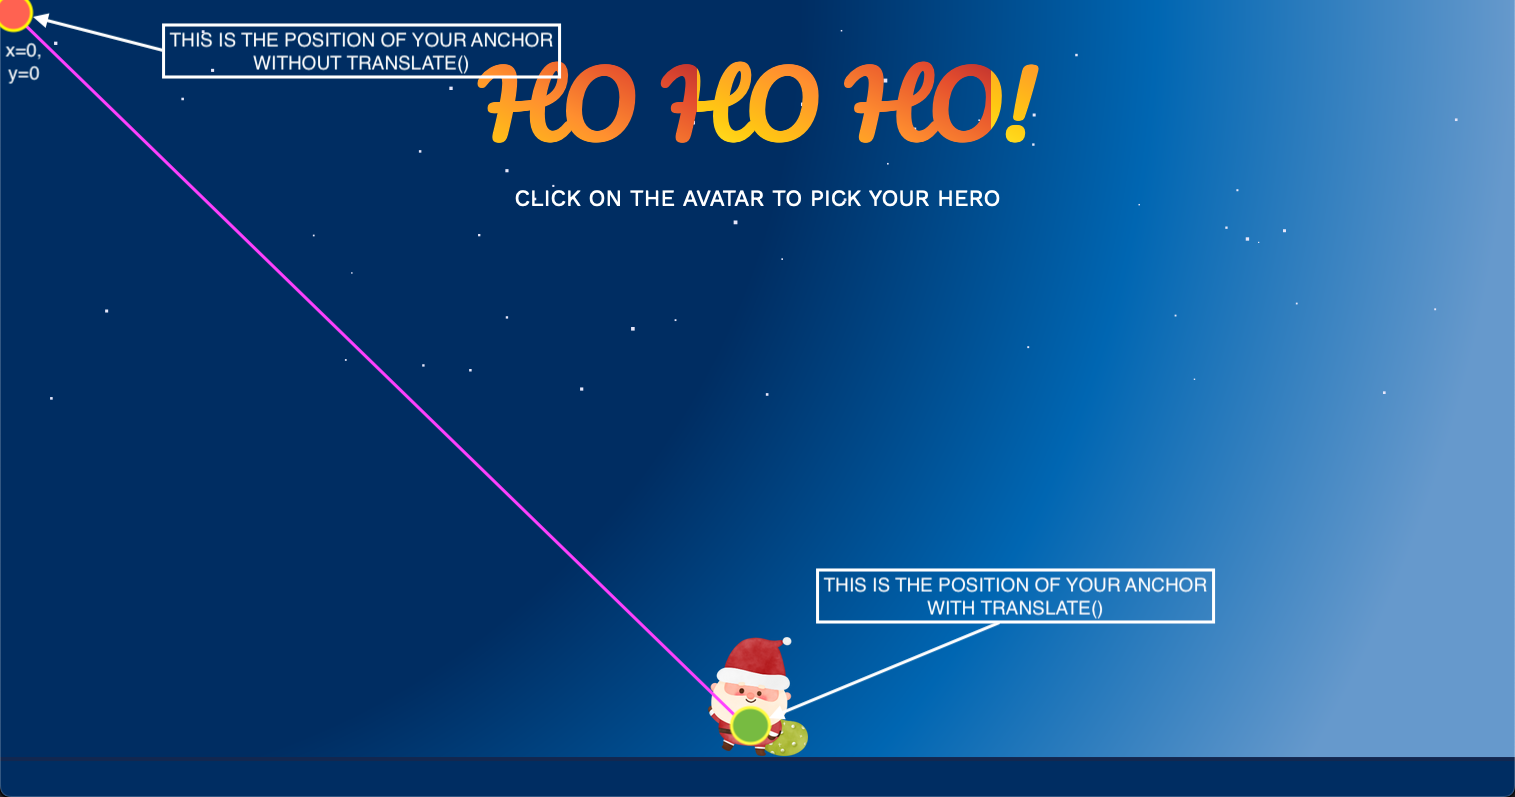 THIS IS THE POSITION OF YOUR ANCHOR
WITHOUT TRANSLATE()
x=0,
y=0
HO HO HO!
CLICK ON THE AVATAR TO PICK YOUR HERO
THIS IS THE POSITION OF YOUR ANCHOR
WITH TRANSLATE()